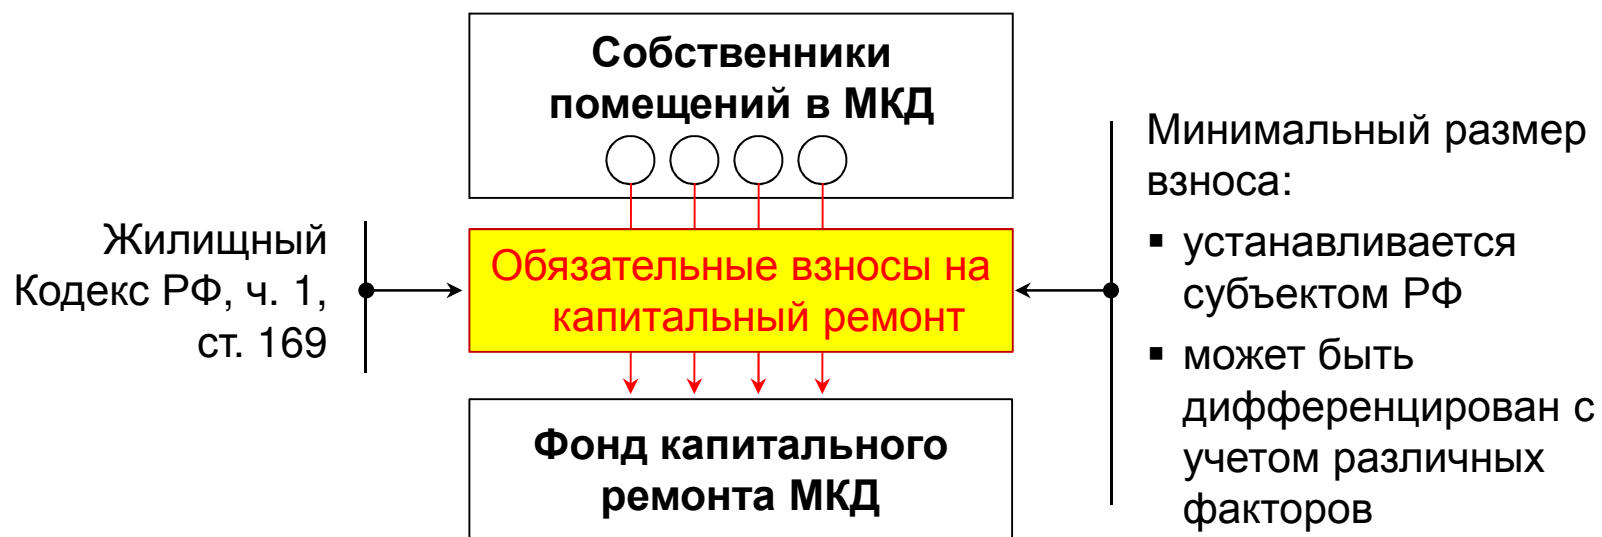 Собственники
помещений в МКД
Жилищный
Кодекс РФ, ч. 1,
ст. 169
Обязательные взносы на
капитальный ремонт
Минимальный размер
взноса:
▪ устанавливается
субъектом РФ
▪ может быть
дифференцирован с
учетом различных
факторов
Фонд капитального
ремонта МКД